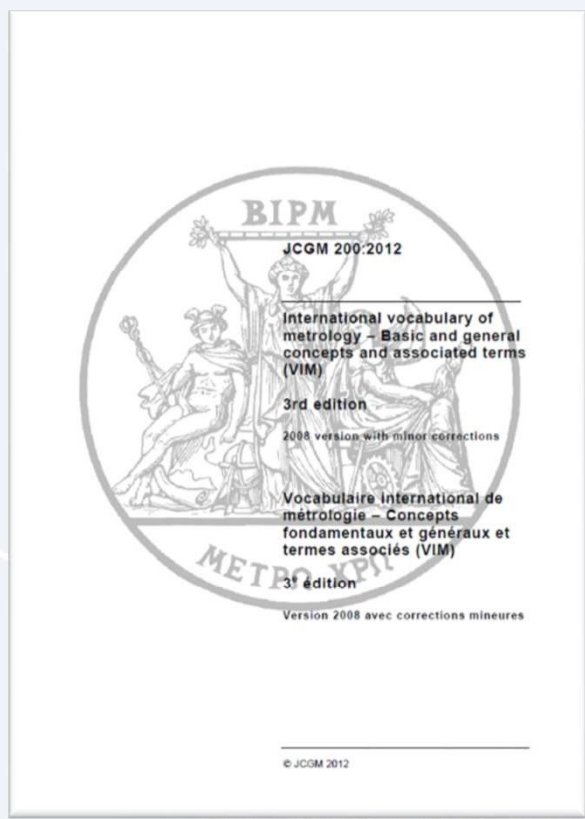 BIPM
JCGM 200:2012
International vocabulary of
metrology – Basic and general
concepts and associated terms
(VIM)
3rd edition
2008 version with minor corrections
Vocabulaire international de
métrologie – Concepts
fondamentaux et généraux et
termes associés (VIM)
ΜΕΤΡΩ ΧΡΩ
3e édition
Version 2008 avec corrections mineures
© JCGM 2012